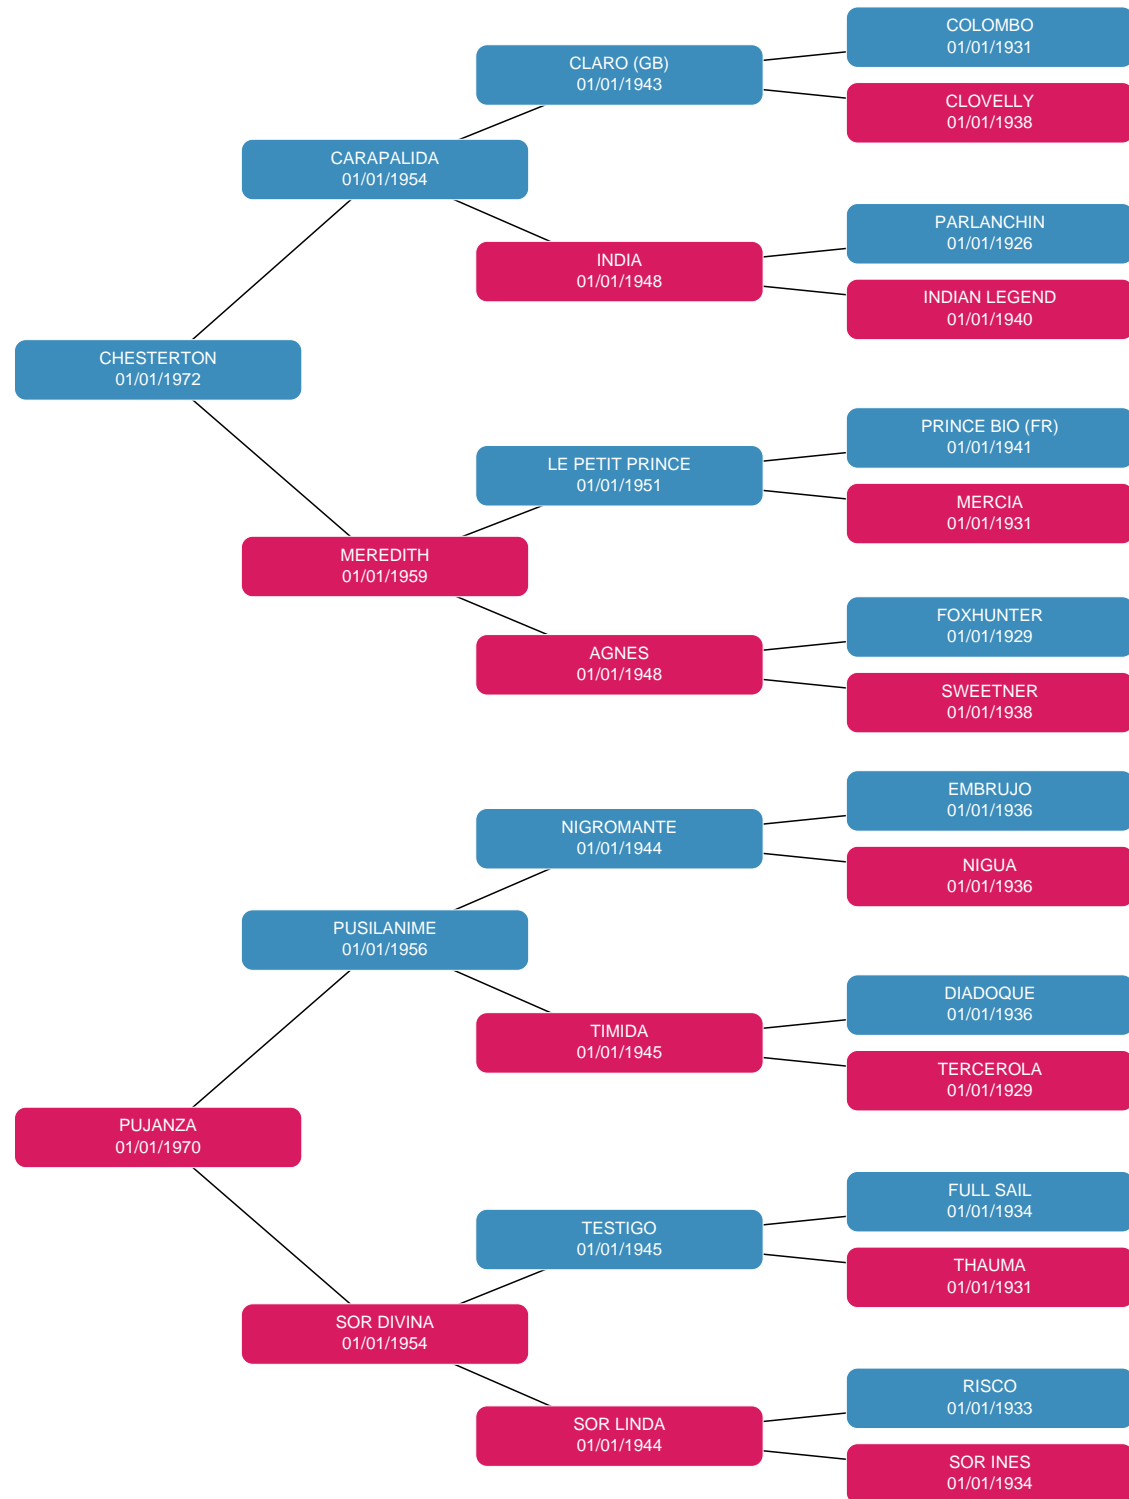 COLOMBO
01/01/1931
CLARO (GB)
01/01/1943
CLOVELLY
01/01/1938
CARAPALIDA
01/01/1954
PARLANCHIN
01/01/1926
INDIA
01/01/1948
INDIAN LEGEND
01/01/1940
CHESTERTON
01/01/1972
PRINCE BIO (FR)
01/01/1941
LE PETIT PRINCE
01/01/1951
MERCIA
01/01/1931
MEREDITH
01/01/1959
FOXHUNTER
01/01/1929
AGNES
01/01/1948
SWEETNER
01/01/1938
EMBRUJO
01/01/1936
NIGROMANTE
01/01/1944
NIGUA
01/01/1936
PUSILANIME
01/01/1956
DIADOQUE
01/01/1936
TIMIDA
01/01/1945
TERCEROLA
01/01/1929
PUJANZA
01/01/1970
FULL SAIL
01/01/1934
TESTIGO
01/01/1945
THAUMA
01/01/1931
SOR DIVINA
01/01/1954
RISCO
01/01/1933
SOR LINDA
01/01/1944
SOR INES
01/01/1934